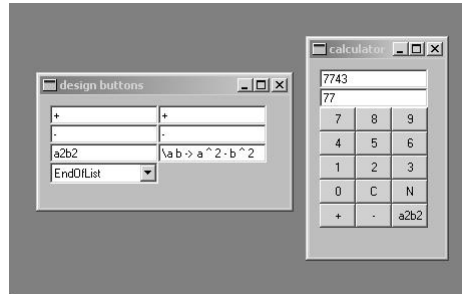 design buttons
+ +
- -
a2b2 \a b -> a ^ 2 - b ^ 2
EndOfList
calculator
7743
77
7 8 9
4 5 6
1 2 3
0 C N
+ - a2b2